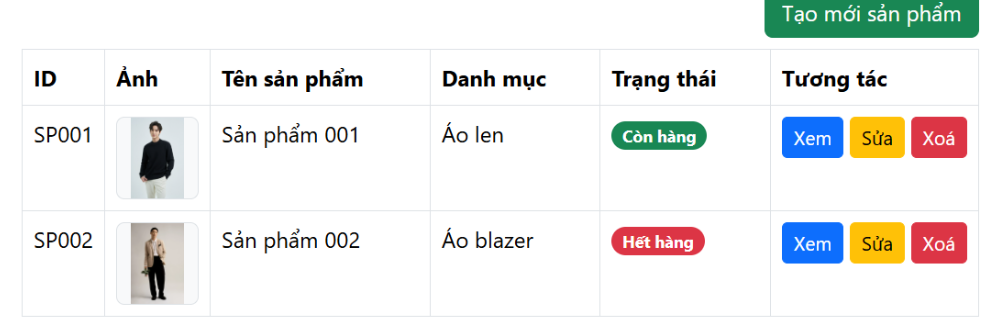 Tạo mới sản phẩm
ID Ảnh Tên sản phẩm Danh mục Trạng thái Tương tác
SP001 Sản phẩm 001 Áo len Còn hàng Xem Sửa Xoá
SP002 Sản phẩm 002 Áo blazer Hết hàng Xem Sửa Xoá